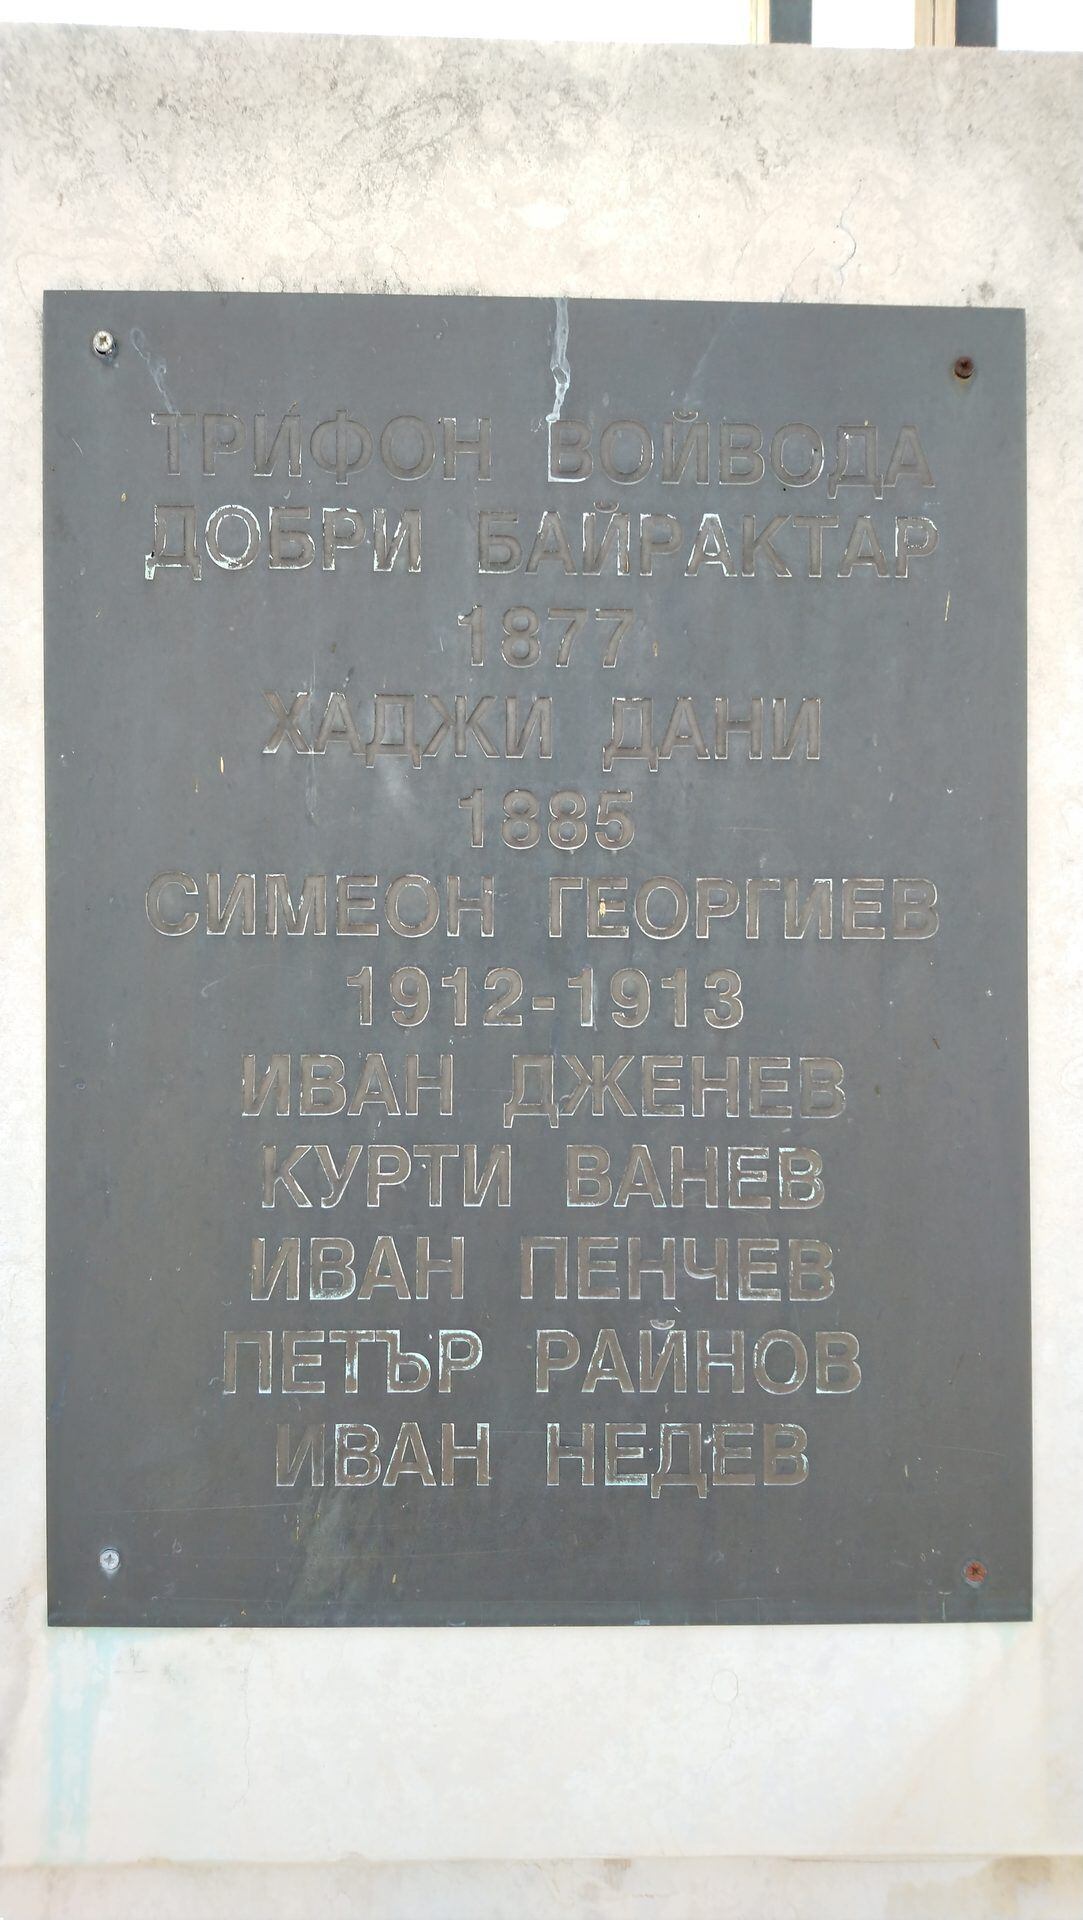 ТРИФОН ВОЙВОДА
ДОБРИ БАЙРАКТАР
1877
ХАДЖИ ДАНИ
1885
СИМЕОН ГЕОРГИЕВ
1912-1913
ИВАН ДЖЕНЕВ
КУРТИ ВАНЕВ
ИВАН ПЕНЧЕВ
ПЕТЪР РАЙНОВ
ИВАН НЕДЕВ